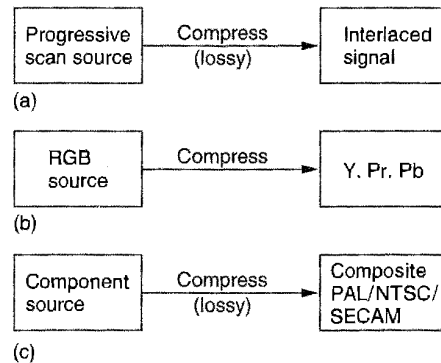 Progressive
scan source
Compress
(lossy)
Interlaced
signal
(a)
RGB
source
Compress
Y. Pr. Pb
(b)
Component
source
Compress
(lossy)
Composite
PAL/NTSC/
SECAM
(c)